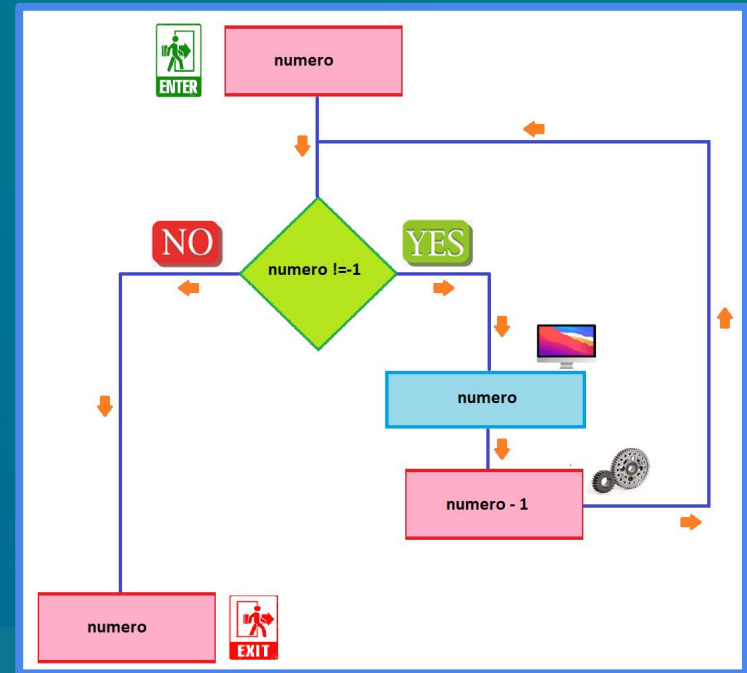 numero
ENTER
NO
YES
numero !=-1
numero
numero - 1
numero
EXIT